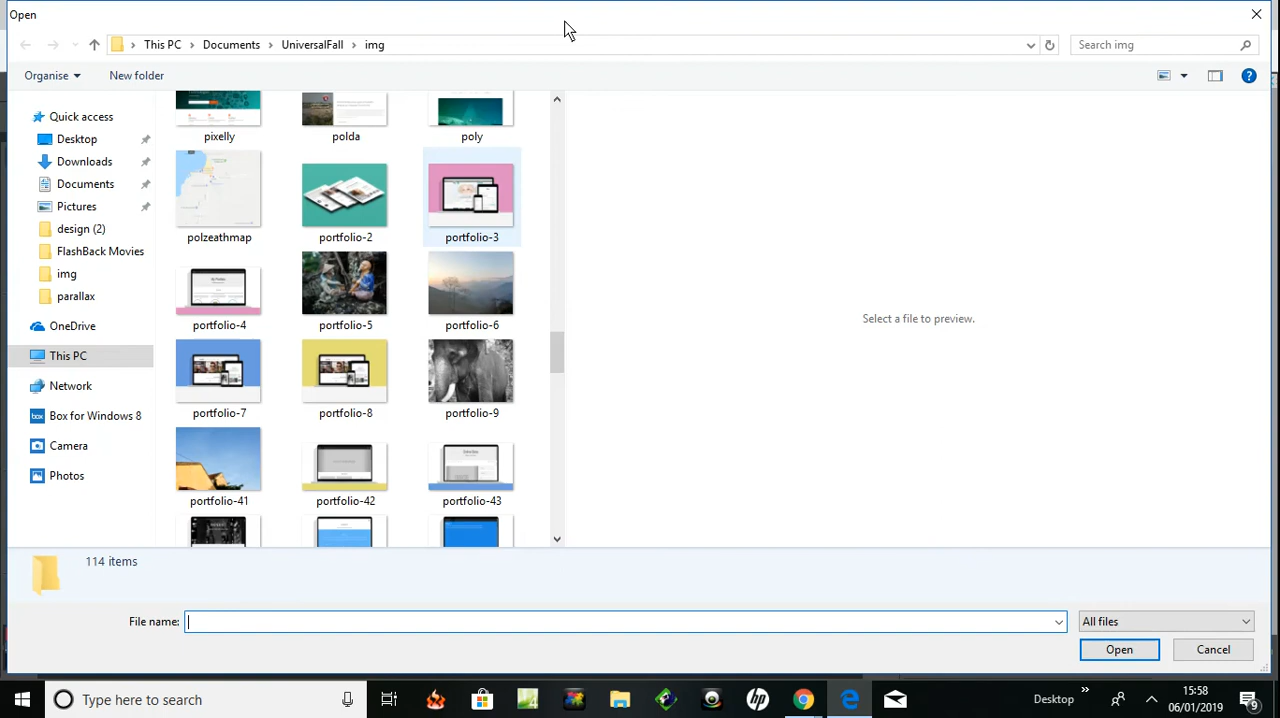 Open
This PC > Documents > UniversalFall > img
Search img
Organise
New folder
Quick access
Desktop
Downloads
Documents
Pictures
design (2)
FlashBack Movies
img
parallax
OneDrive
This PC
Network
Box for Windows 8
Camera
Photos
pixelly
polda
poly
polzeathmap
portfolio-2
portfolio-3
portfolio-4
portfolio-5
portfolio-6
portfolio-7
portfolio-8
portfolio-9
portfolio-41
portfolio-42
portfolio-43
Select a file to preview.
114 items
File name:
All files
Open
Cancel
Type here to search
Desktop
15:58
06/01/2019